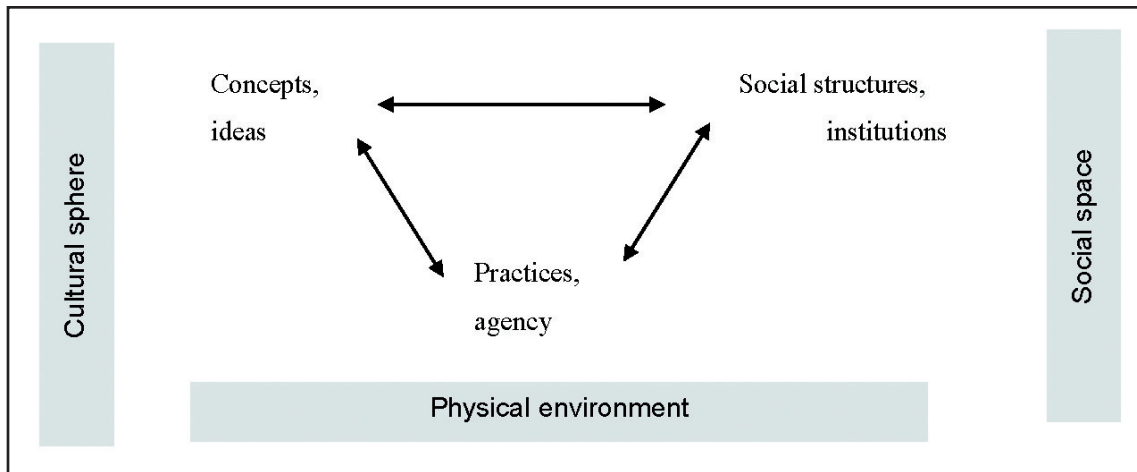 Cultural sphere
Concepts,
ideas
Social structures,
institutions
Practices,
agency
Physical environment
Social space